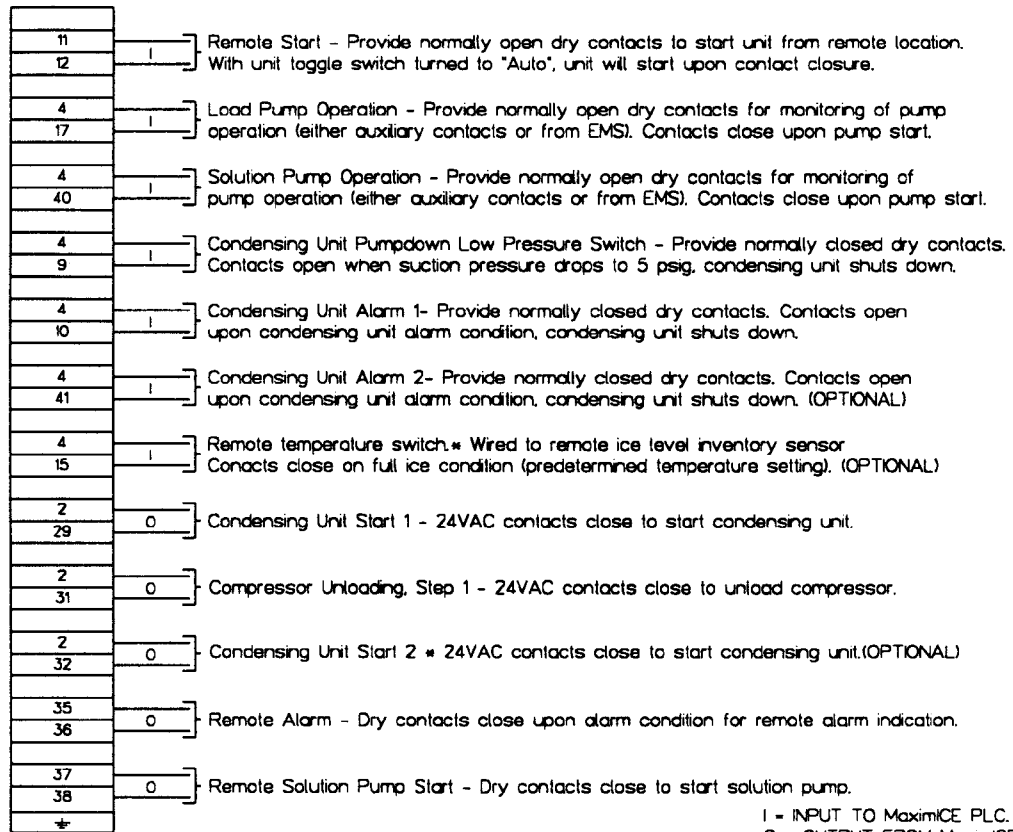 11
12
I
Remote Start - Provide normally open dry contacts to start unit from remote location.
With unit toggle switch turned to "Auto", unit will start upon contact closure.
4
17
I
Load Pump Operation - Provide normally open dry contacts for monitoring of pump
operation (either auxiliary contacts or from EMS). Contacts close upon pump start.
4
40
I
Solution Pump Operation - Provide normally open dry contacts for monitoring of
pump operation (either auxiliary contacts or from EMS). Contacts close upon pump start.
4
9
I
Condensing Unit Pumpdown Low Pressure Switch - Provide normally closed dry contacts.
Contacts open when suction pressure drops to 5 psig, condensing unit shuts down.
4
10
I
Condensing Unit Alarm 1- Provide normally closed dry contacts. Contacts open
upon condensing unit alarm condition, condensing unit shuts down.
4
41
I
Condensing Unit Alarm 2- Provide normally closed dry contacts. Contacts open
upon condensing unit alarm condition, condensing unit shuts down. (OPTIONAL)
4
15
I
Remote temperature switch.* Wired to remote ice level inventory sensor
Conacts close on full ice condition (predetermined temperature setting). (OPTIONAL)
2
29
O
Condensing Unit Start 1 - 24VAC contacts close to start condensing unit.
2
31
O
Compressor Unloading, Step 1 - 24VAC contacts close to unload compressor.
2
32
O
Condensing Unit Start 2 * 24VAC contacts close to start condensing unit.(OPTIONAL)
35
36
O
Remote Alarm - Dry contacts close upon alarm condition for remote alarm indication.
37
38
O
Remote Solution Pump Start - Dry contacts close to start solution pump.
I = INPUT TO MaximICE PLC.